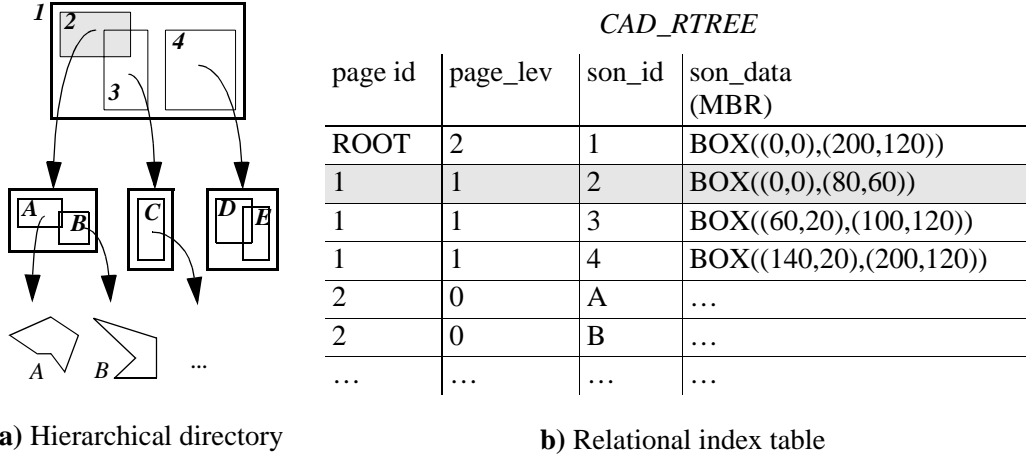 1
2
4
3
A
B
C
D
E
A
B
...
a) Hierarchical directory
CAD_RTREE
page id page_lev son_id son_data
(MBR)
ROOT 2 1 BOX((0,0),(200,120))
1 1 2 BOX((0,0),(80,60))
1 1 3 BOX((60,20),(100,120))
1 1 4 BOX((140,20),(200,120))
2 0 A …
2 0 B …
… … … …
b) Relational index table